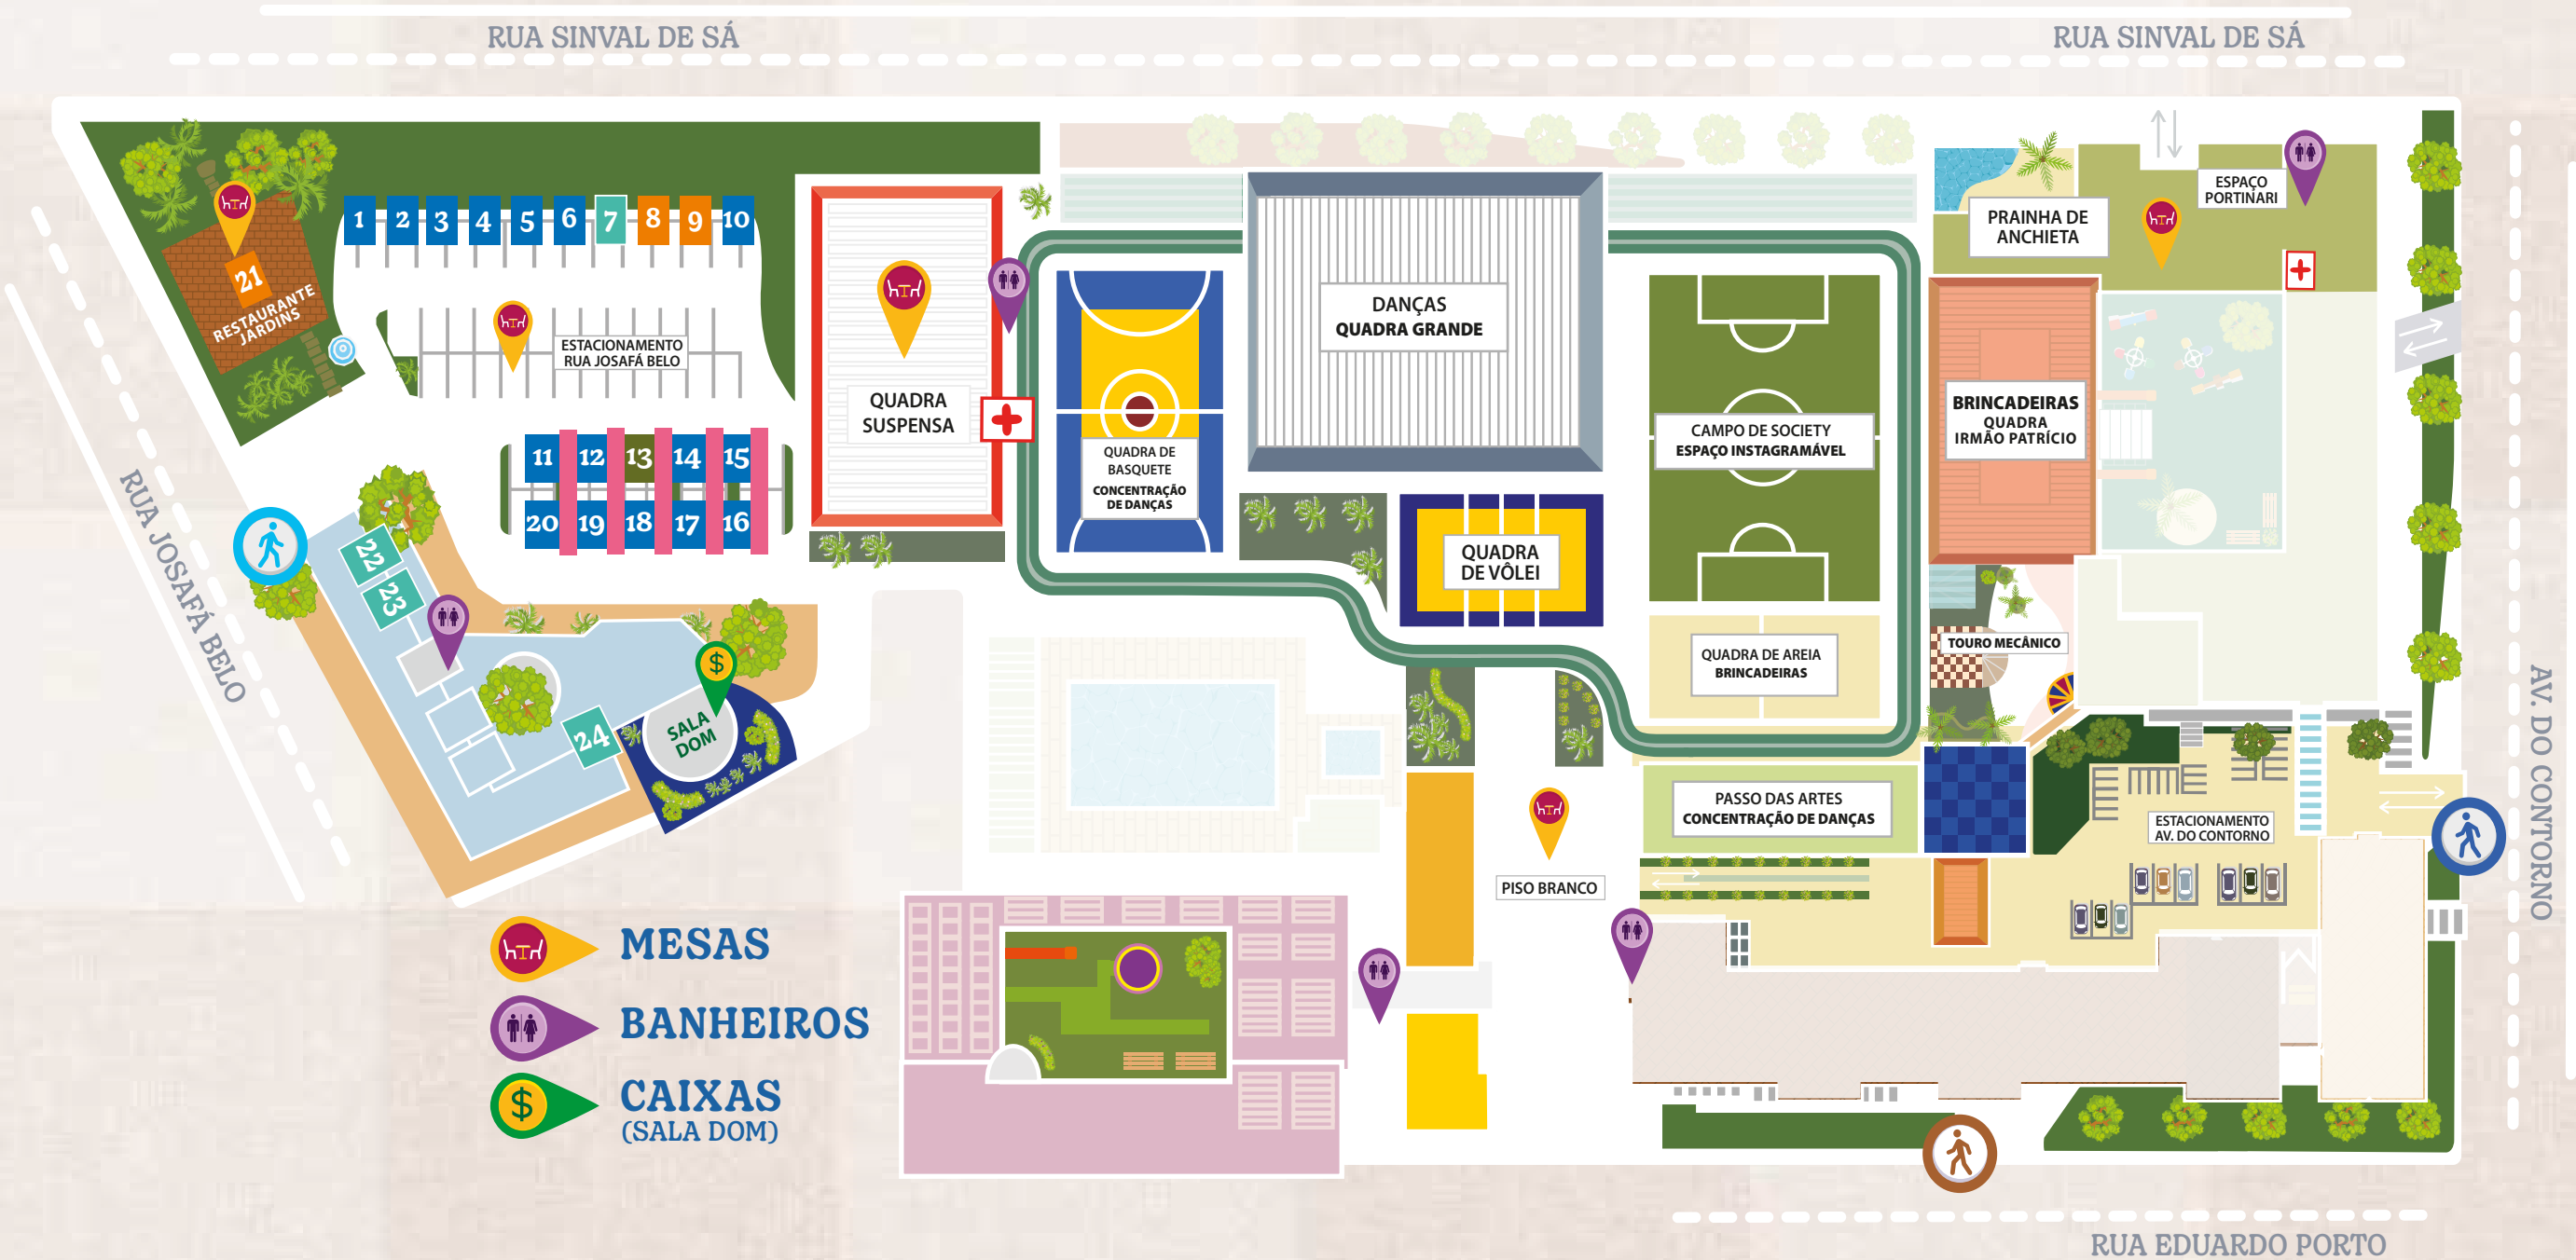 RUA SINVAL DE SÁ
RUA SINVAL DE SÁ
1 2 3 4 5 6 7 8 9 10
21
RESTAURANTE
JARDINS
ESTACIONAMENTO
RUA JOSAFÁ BELO
11 12 13 14 15
20 19 18 17 16
QUADRA
SUSPENSA
QUADRA DE
BASQUETE
CONCENTRAÇÃO
DE DANÇAS
DANÇAS
QUADRA GRANDE
QUADRA
DE VÔLEI
CAMPO DE SOCIETY
ESPAÇO INSTAGRAMÁVEL
QUADRA DE AREIA
BRINCADEIRAS
PRAINHA DE
ANCHIETA
ESPAÇO
PORTINARI
BRINCADEIRAS
QUADRA
IRMÃO PATRÍCIO
TOURO MECÂNICO
RUA JOSAFÁ BELO
22
23
24
SALA
DOM
$
PASSO DAS ARTES
CONCENTRAÇÃO DE DANÇAS
ESTACIONAMENTO
AV. DO CONTORNO
PISO BRANCO
AV. DO CONTORNO
MESAS
BANHEIROS
$
CAIXAS
(SALA DOM)
RUA EDUARDO PORTO